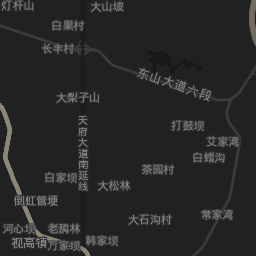 灯杆山
大山坡
白果村
长丰村
东山大道六段
大梨子山
天府大道南延线
打鼓坝
艾家湾
白蟮沟
茶园村
白家坝
大松林
倒虹管埂
大石沟村
常家湾
河心坝
老鸦林
视高镇
万家坝
韩家坝